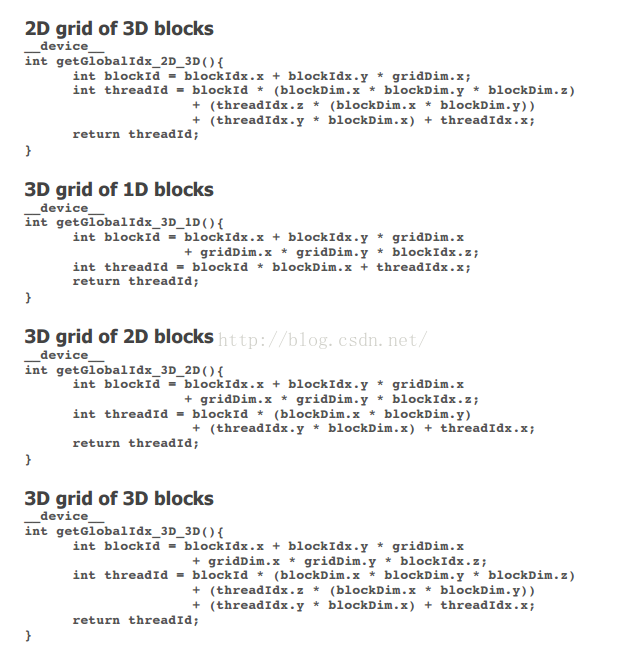 2D grid of 3D blocks
__device__
int getGlobalIdx_2D_3D(){
      int blockId = blockIdx.x + blockIdx.y * gridDim.x;
      int threadId = blockId * (blockDim.x * blockDim.y * blockDim.z)
                     + (threadIdx.z * (blockDim.x * blockDim.y))
                     + (threadIdx.y * blockDim.x) + threadIdx.x;
      return threadId;
}
3D grid of 1D blocks
__device__
int getGlobalIdx_3D_1D(){
      int blockId = blockIdx.x + blockIdx.y * gridDim.x
                    + gridDim.x * gridDim.y * blockIdx.z;
      int threadId = blockId * blockDim.x + threadIdx.x;
      return threadId;
}
3D grid of 2D blocks http://blog.csdn.net/
__device__
int getGlobalIdx_3D_2D(){
      int blockId = blockIdx.x + blockIdx.y * gridDim.x
                    + gridDim.x * gridDim.y * blockIdx.z;
      int threadId = blockId * (blockDim.x * blockDim.y)
                     + (threadIdx.y * blockDim.x) + threadIdx.x;
      return threadId;
}
3D grid of 3D blocks
__device__
int getGlobalIdx_3D_3D(){
      int blockId = blockIdx.x + blockIdx.y * gridDim.x
                     + gridDim.x * gridDim.y * blockIdx.z;
      int threadId = blockId * (blockDim.x * blockDim.y * blockDim.z)
                     + (threadIdx.z * (blockDim.x * blockDim.y))
                     + (threadIdx.y * blockDim.x) + threadIdx.x;
      return threadId;
}